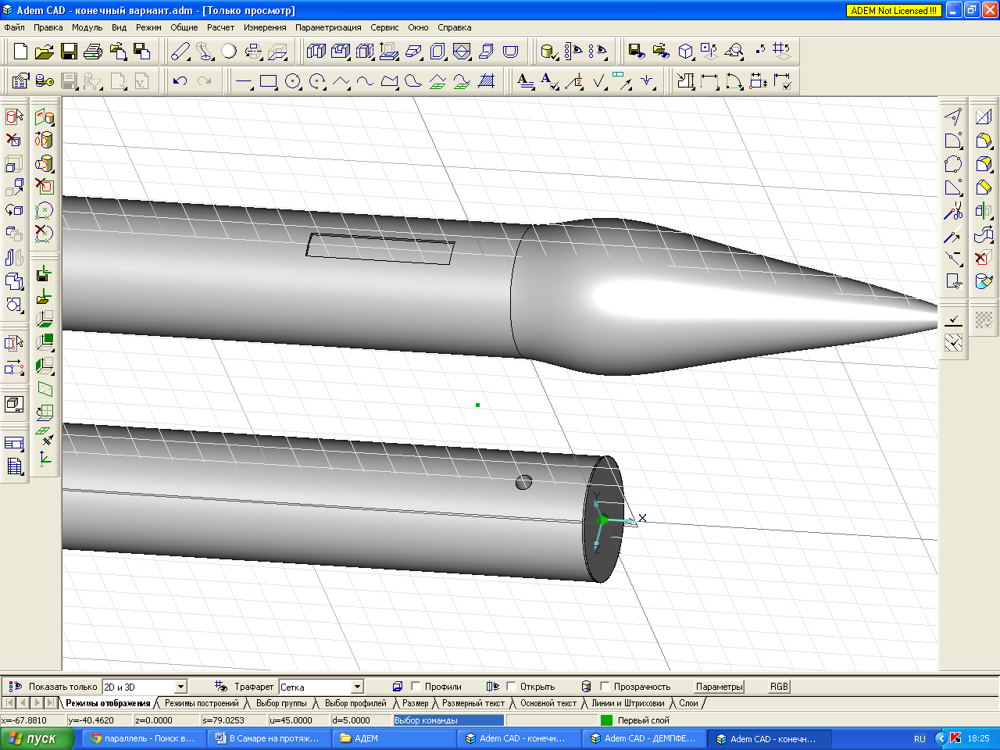 Adem CAD - конечный вариант.adm - [Только просмотр]
ADEM Not Licensed !!!
Файл Правка Модуль Вид Режим Общие Расчет Измерения Параметризация Сервис Окно Справка
Y
X
Z
Показать только 2D и 3D Трафарет Сетка Профили Открыть Прозрачность Параметры RGB
Режимы отображения Режимы построений Выбор группы Выбор профилей Размер Размерный текст Основной текст Линии и Штриховки Слои
x=-67.8810 y=-40.4620 z=0.0000 s=79.0253 u=45.0000 d=5.0000 Выбор команды Первый слой
пуск параллель - Поиск в... В Самаре на протяж... АДЕМ Adem CAD - конечн... Adem CAD - ДЕМПФЕ... Adem CAD - конечн... RU 18:25